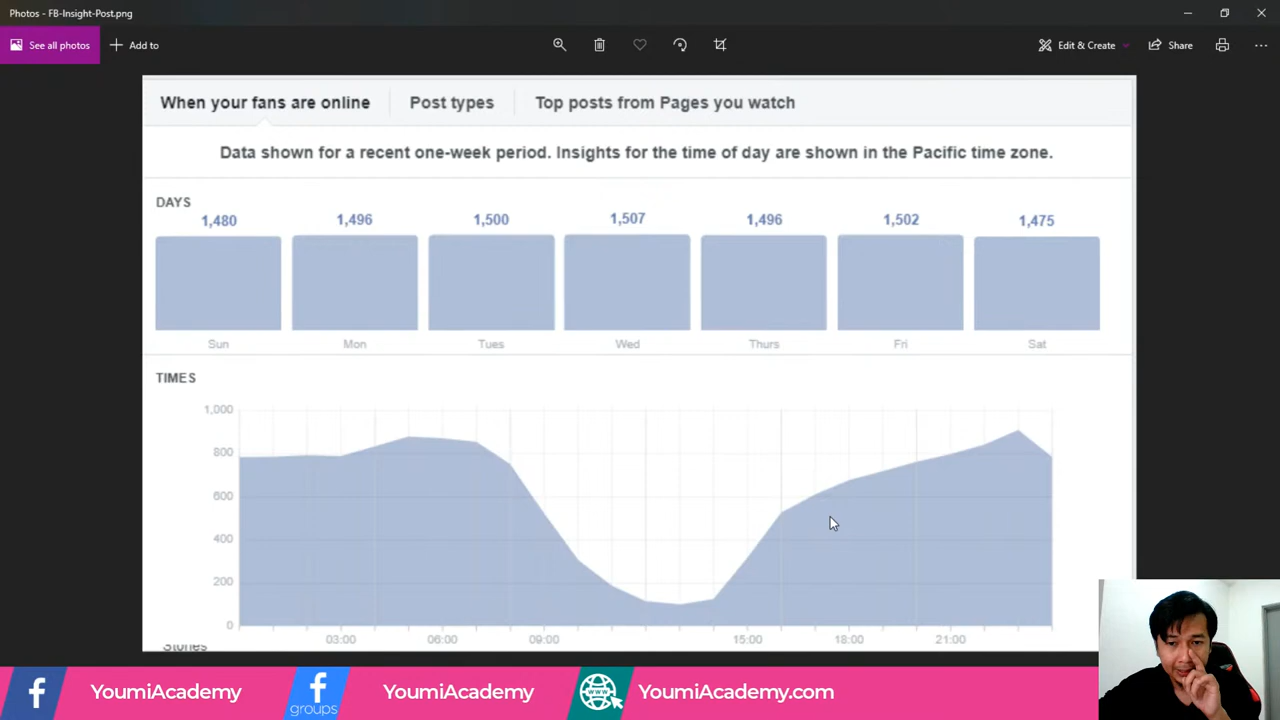 Photos - FB-Insight-Post.png
See all photos
Add to
Edit & Create
Share
When your fans are online
Post types
Top posts from Pages you watch
Data shown for a recent one-week period. Insights for the time of day are shown in the Pacific time zone.
DAYS
1,480 1,496 1,500 1,507 1,496 1,502 1,475
Sun Mon Tues Wed Thurs Fri Sat
TIMES
1,000
800
600
400
200
0
03:00 06:00 09:00 15:00 18:00 21:00
Stories
f YoumiAcademy
f groups YoumiAcademy
WWW YoumiAcademy.com